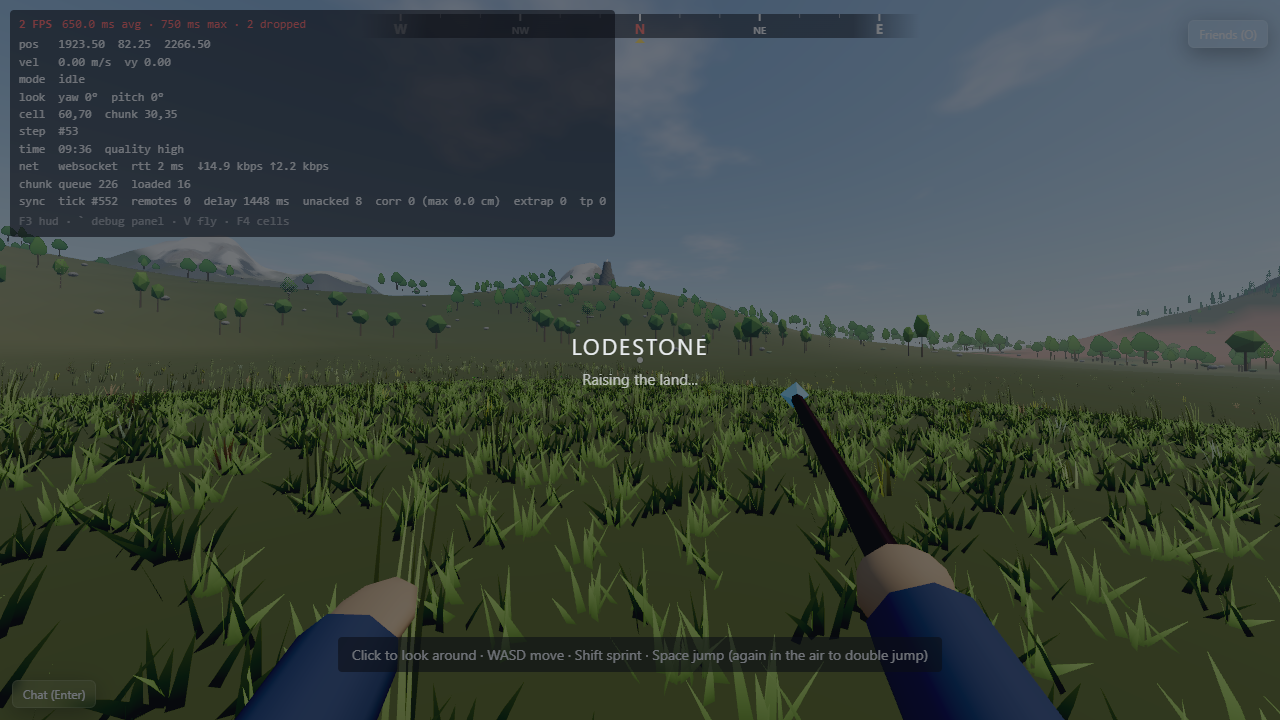 2 FPS 650.0 ms avg · 750 ms max · 2 dropped
pos 1923.50 82.25 2266.50
vel 0.00 m/s vy 0.00
mode idle
look yaw 0° pitch 0°
cell 60,70 chunk 30,35
step #53
time 09:36 quality high
net websocket rtt 2 ms ↓14.9 kbps ↑2.2 kbps
chunk queue 226 loaded 16
sync tick #552 remotes 0 delay 1448 ms unacked 8 corr 0 (max 0.0 cm) extrap 0 tp 0
F3 hud · ` debug panel · V fly · F4 cells
W NW N NE E
Friends (O)
LODESTONE
Raising the land...
Click to look around · WASD move · Shift sprint · Space jump (again in the air to double jump)
Chat (Enter)